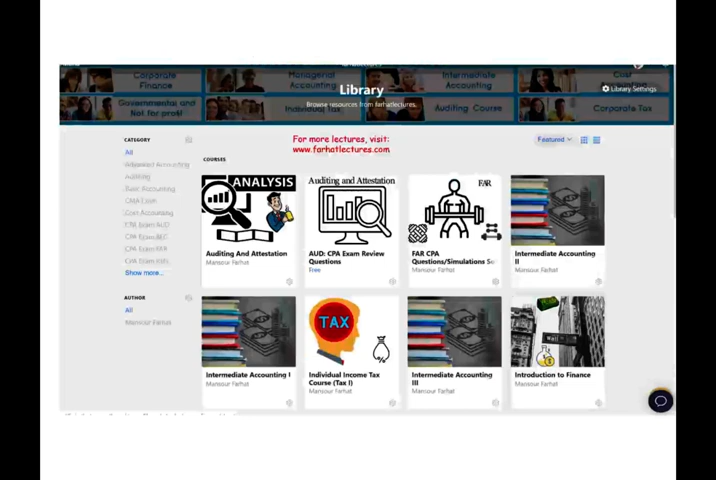 Corporate Finance
Managerial Accounting
Intermediate Accounting
Cost Accounting
Library
Library Settings
Browse resources from farhatlectures.
Governmental and Not for profit
Individual Tax
Auditing Course
Corporate Tax
For more lectures, visit:
www.farhatlectures.com
Featured
CATEGORY
All
Advanced Accounting
Auditing
Basic Accounting
CMA Exam
Cost Accounting
CPA Exam AUD
CPA Exam BEC
CPA Exam FAR
CPA Exam REG
Show more...
AUTHOR
All
Mansour Farhat
COURSES
ANALYSIS
Auditing And Attestation
Mansour Farhat
Auditing and Attestation
AUD: CPA Exam Review
Questions
Free
FAR
FAR CPA
Questions/Simulations
Mansour Farhat
Intermediate Accounting
II
Mansour Farhat
Intermediate Accounting I
Mansour Farhat
TAX
%
Individual Income Tax
Course (Tax I)
Mansour Farhat
Intermediate Accounting
III
Mansour Farhat
Wall
Introduction to Finance
Mansour Farhat